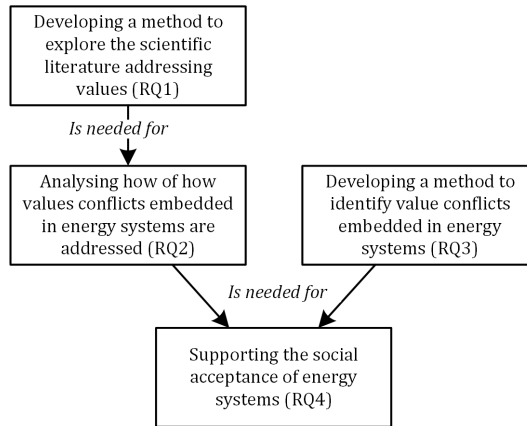 Developing a method to
explore the scientific
literature addressing
values (RQ1)
Is needed for
Analysing how of how
values conflicts embedded
in energy systems are
addressed (RQ2)
Developing a method to
identify value conflicts
embedded in energy
systems (RQ3)
Is needed for
Supporting the social
acceptance of energy
systems (RQ4)